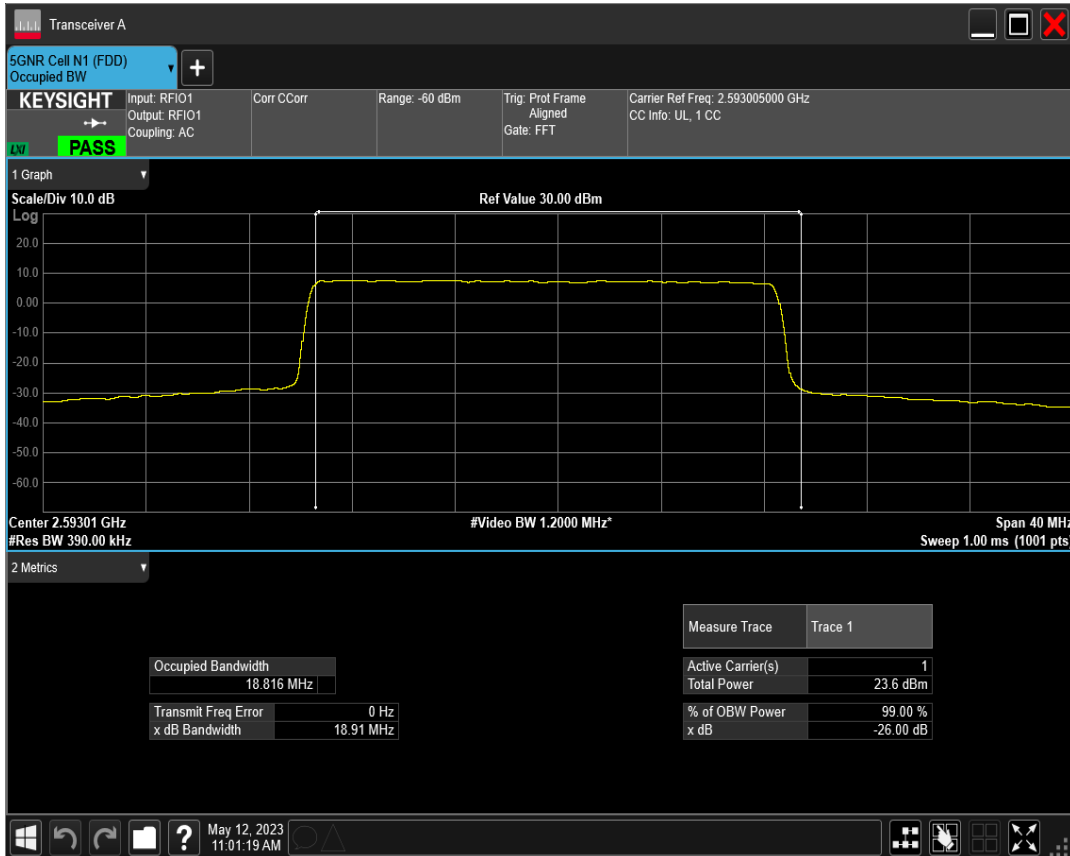 Transceiver A
5GNR Cell N1 (FDD)
Occupied BW
+
KEYSIGHT
LXI
PASS
Input: RFIO1
Output: RFIO1
Coupling: AC
Corr CCorr
Range: -60 dBm
Trig: Prot Frame
Aligned
Gate: FFT
Carrier Ref Freq: 2.593005000 GHz
CC Info: UL, 1 CC
1 Graph
Scale/Div 10.0 dB
Ref Value 30.00 dBm
Log
20.0
10.0
0.00
-10.0
-20.0
-30.0
-40.0
-50.0
-60.0
Center 2.59301 GHz
#Video BW 1.2000 MHz*
Span 40 MHz
#Res BW 390.00 kHz
Sweep 1.00 ms (1001 pts)
2 Metrics
Measure Trace Trace 1
Occupied Bandwidth
18.816 MHz
Active Carrier(s) 1
Total Power 23.6 dBm
Transmit Freq Error 0 Hz
x dB Bandwidth 18.91 MHz
% of OBW Power 99.00 %
x dB -26.00 dB
?
May 12, 2023
11:01:19 AM